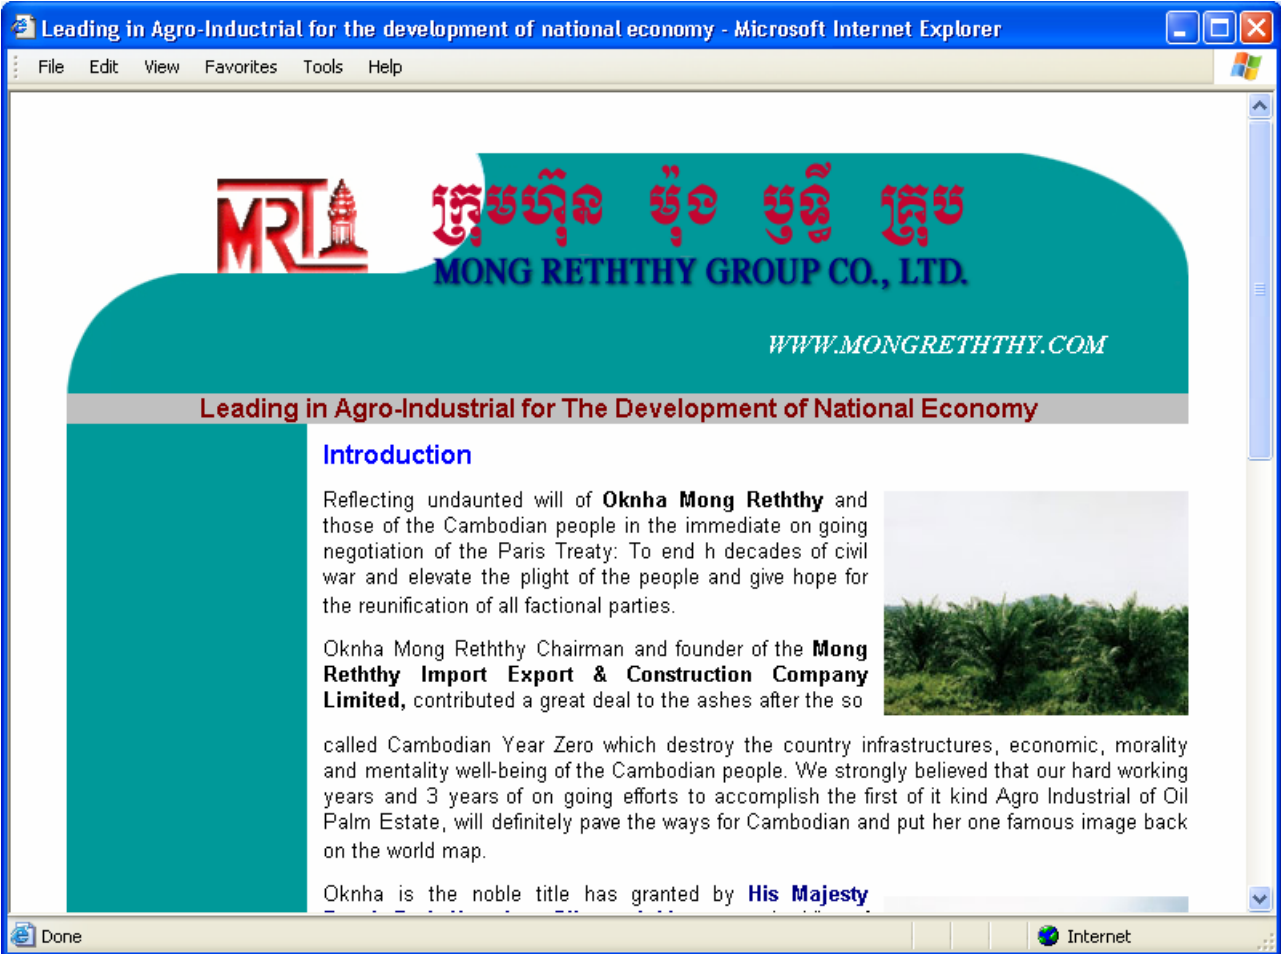 Leading in Agro-Inductrial for the development of national economy - Microsoft Internet Explorer
File Edit View Favorites Tools Help
MRT
ក្រុមហ៊ុន ម៉ុង ឫទ្ធី គ្រុប
MONG RETHTHY GROUP CO., LTD.
WWW.MONGRETHTHY.COM
Leading in Agro-Industrial for The Development of National Economy
Introduction
Reflecting undaunted will of Oknha Mong Reththy and
those of the Cambodian people in the immediate on going
negotiation of the Paris Treaty: To end h decades of civil
war and elevate the plight of the people and give hope for
the reunification of all factional parties.
Oknha Mong Reththy Chairman and founder of the Mong
Reththy Import Export & Construction Company
Limited, contributed a great deal to the ashes after the so
called Cambodian Year Zero which destroy the country infrastructures, economic, morality
and mentality well-being of the Cambodian people. We strongly believed that our hard working
years and 3 years of on going efforts to accomplish the first of it kind Agro Industrial of Oil
Palm Estate, will definitely pave the ways for Cambodian and put her one famous image back
on the world map.
Oknha is the noble title has granted by His Majesty
Done
Internet